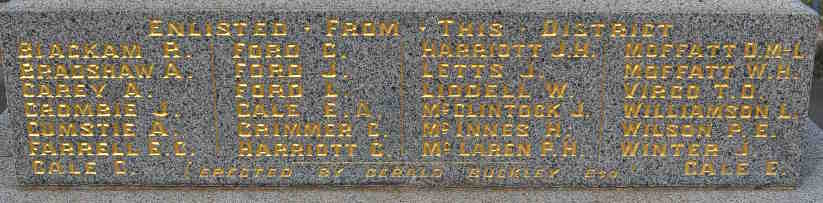 ENLISTED · FROM · THIS · DISTRICT
BLACKAM R. FORD C. HARRIOTT J.H. MOFFATT D.McL
BRADSHAW A. FORD J. LETTS J. MOFFATT W.H.
CAREY A. FORD L. LIDDELL W. VIRGO T.D.
CROMBIE J. GALE E.A. McCLINTOCK J. WILLIAMSON L.
CUMSTIE A. GRIMMER C. McINNES H. WILSON P.E.
FARRELL E.C. HARRIOTT C. McLAREN P.H. WINTER J.
GALE C. ERECTED BY GERALD BUCKLEY ESQ GALE E.